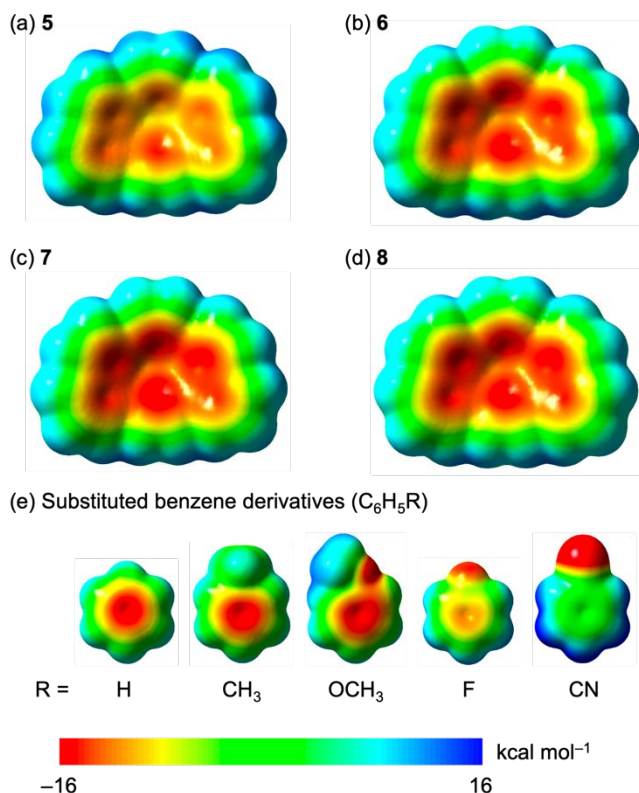 (a) 5 (b) 6
(c) 7 (d) 8
(e) Substituted benzene derivatives (C₆H₅R)
R = H CH₃ OCH₃ F CN
kcal mol⁻¹
−16 16